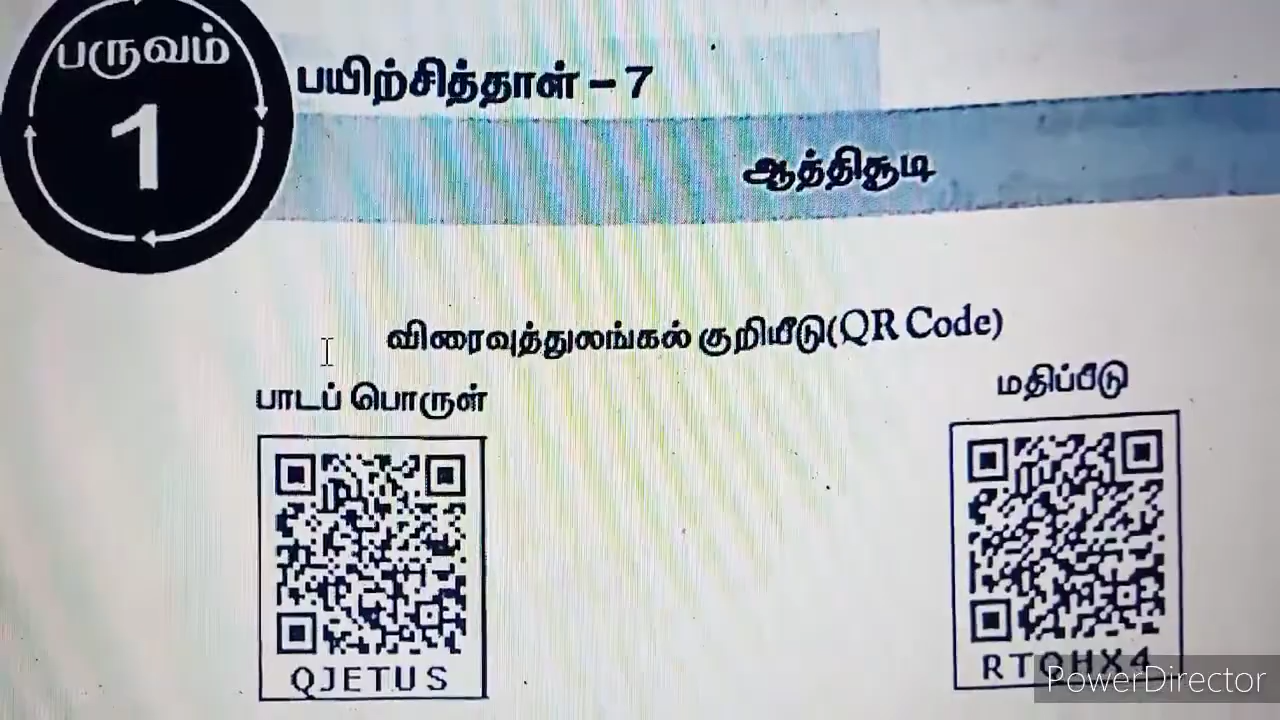 பருவம்
1
பயிற்சித்தாள் – 7
ஆத்திசூடி
விரைவுத்துலங்கல் குறியீடு(QR Code)
பாடப் பொருள்
மதிப்பீடு
QJETUS
RTQHX4
PowerDirector